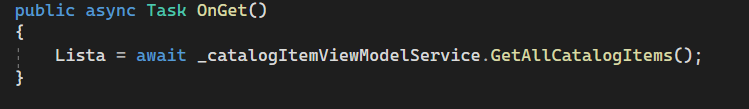 public async Task OnGet()
{
    Lista = await _catalogItemViewModelService.GetAllCatalogItems();
}